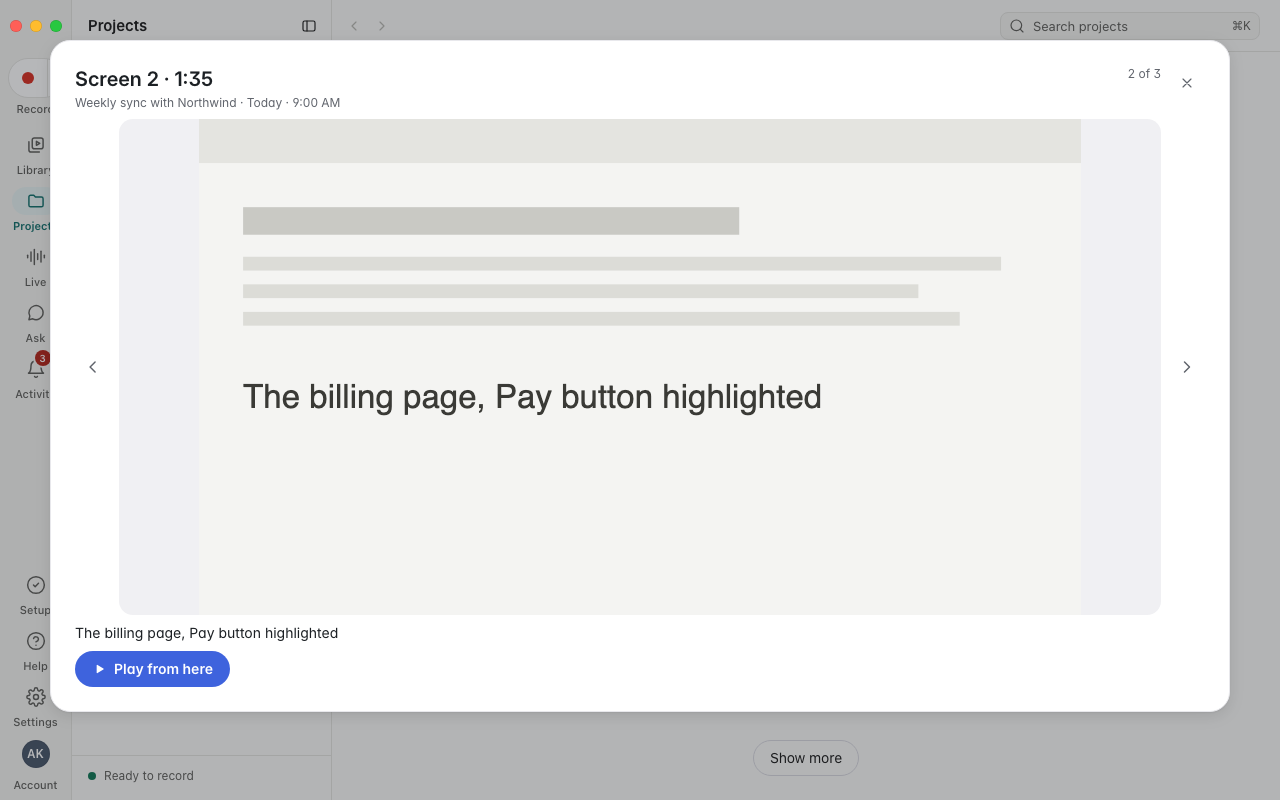 Projects
Search projects
⌘K
Screen 2 · 1:35
2 of 3
Weekly sync with Northwind · Today · 9:00 AM
Record
Library
Projects
Live
Ask
3
Activity
The billing page, Pay button highlighted
The billing page, Pay button highlighted
Play from here
Setup
Help
Settings
AK
Account
Ready to record
Show more